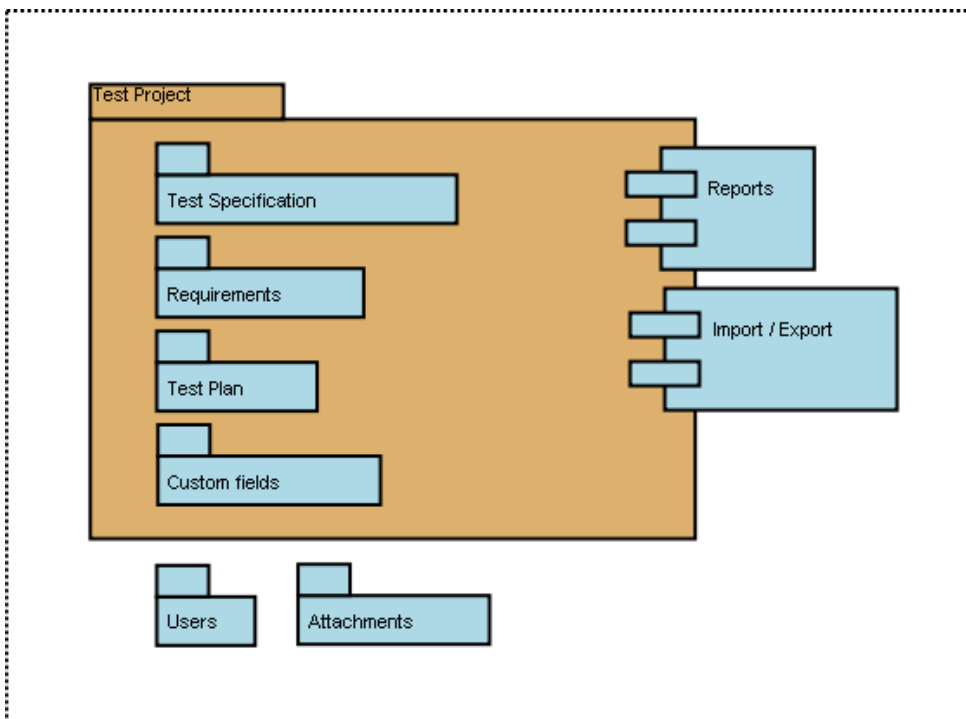 Test Project
Test Specification
Reports
Requirements
Import / Export
Test Plan
Custom fields
Users
Attachments